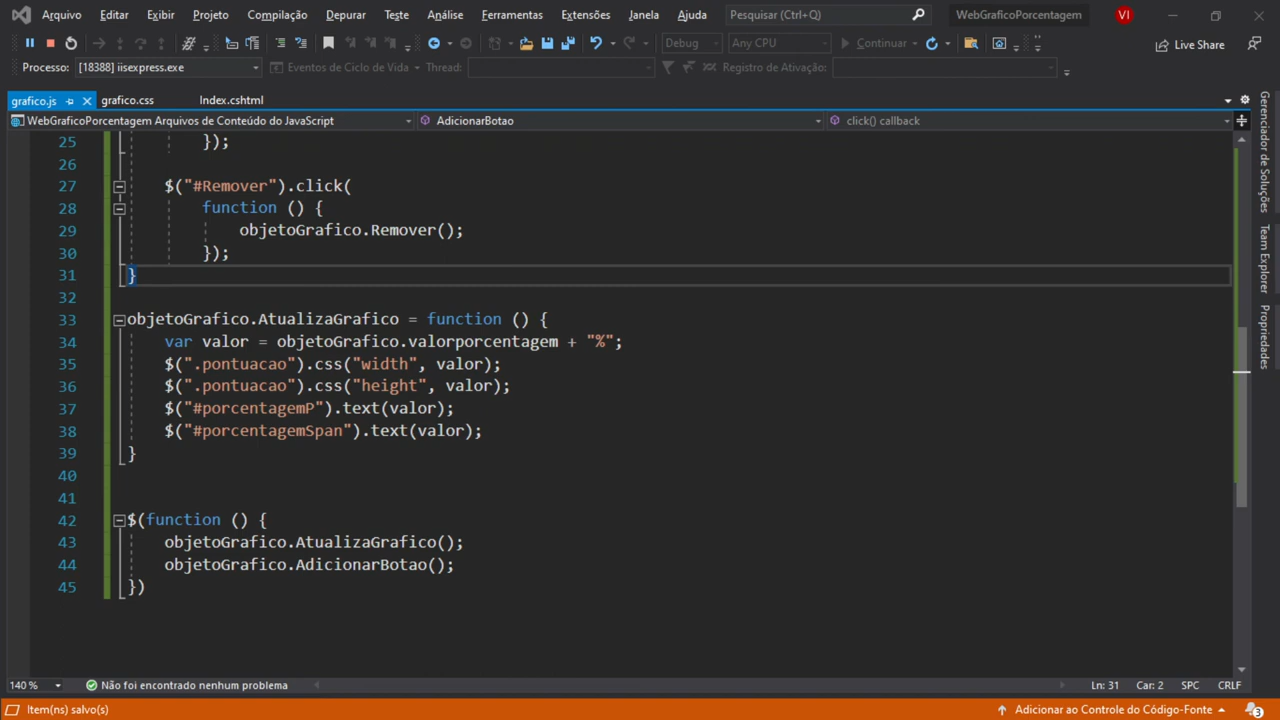 Arquivo Editar Exibir Projeto Compilação Depurar Teste Análise Ferramentas Extensões Janela Ajuda Pesquisar (Ctrl+Q) WebGraficoPorcentagem VI
Debug Any CPU Continuar Live Share
Processo: [18388] iisexpress.exe Eventos de Ciclo de Vida Thread: Registro de Ativação:
grafico.js grafico.css Index.cshtml
WebGraficoPorcentagem Arquivos de Conteúdo do JavaScript AdicionarBotao click() callback
25 });
26
27 $("#Remover").click(
28 function () {
29 objetoGrafico.Remover();
30 });
31 }
32
33 objetoGrafico.AtualizaGrafico = function () {
34 var valor = objetoGrafico.valorporcentagem + "%";
35 $(".pontuacao").css("width", valor);
36 $(".pontuacao").css("height", valor);
37 $("#porcentagemP").text(valor);
38 $("#porcentagemSpan").text(valor);
39 }
40
41
42 $(function () {
43 objetoGrafico.AtualizaGrafico();
44 objetoGrafico.AdicionarBotao();
45 })
Gerenciador de Soluções
Team Explorer
Propriedades
140 % Não foi encontrado nenhum problema Ln: 31 Car: 2 SPC CRLF
Item(ns) salvo(s) Adicionar ao Controle do Código-Fonte 3